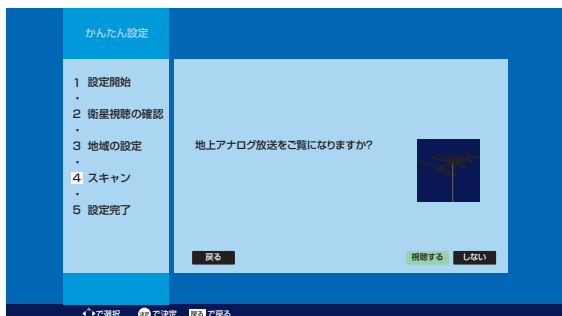 かんたん設定
1 設定開始
2 衛星視聴の確認
3 地域の設定
4 スキャン
5 設定完了
地上アナログ放送をご覧になりますか?
戻る
視聴する
しない
で選択 決定 で決定 戻る で戻る